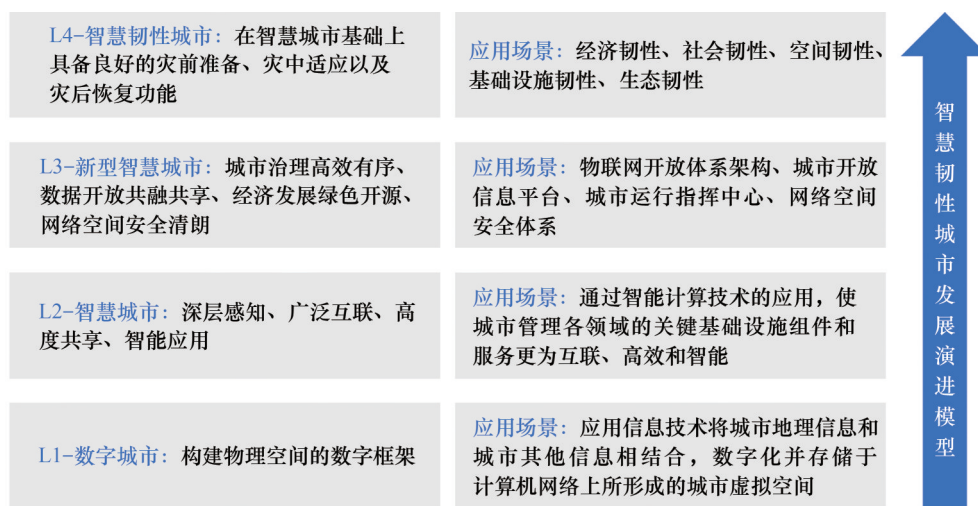 L4-智慧韧性城市：在智慧城市基础上
具备良好的灾前准备、灾中适应以及
灾后恢复功能
应用场景：经济韧性、社会韧性、空间韧性、
基础设施韧性、生态韧性
L3-新型智慧城市：城市治理高效有序、
数据开放共融共享、经济发展绿色开源、
网络空间安全清朗
应用场景：物联网开放体系架构、城市开放
信息平台、城市运行指挥中心、网络空间
安全体系
L2-智慧城市：深层感知、广泛互联、高
度共享、智能应用
应用场景：通过智能计算技术的应用，使
城市管理各领域的关键基础设施组件和
服务更为互联、高效和智能
L1-数字城市：构建物理空间的数字框架
应用场景：应用信息技术将城市地理信息和
城市其他信息相结合，数字化并存储于
计算机网络上所形成的城市虚拟空间
智慧韧性城市发展演进模型